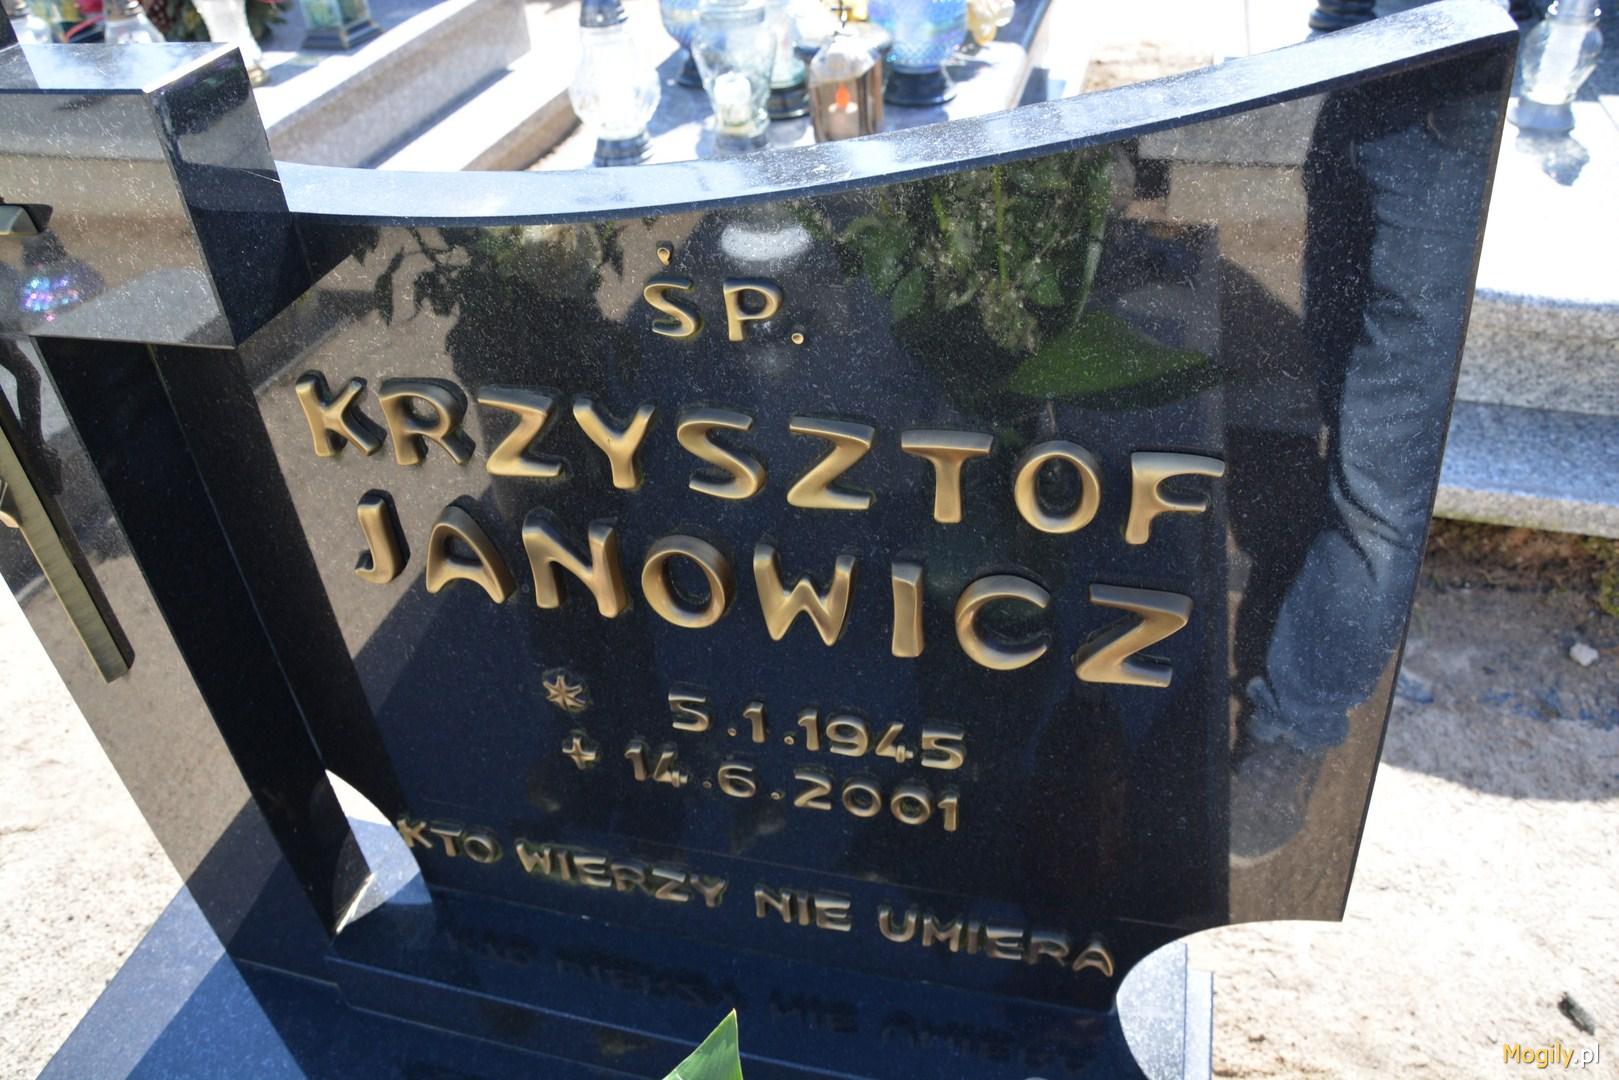 ŚP.
KRZYSZTOF
JANOWICZ
* 5.1.1945
+ 14.6.2001
KTO WIERZY NIE UMIERA
Mogily.pl